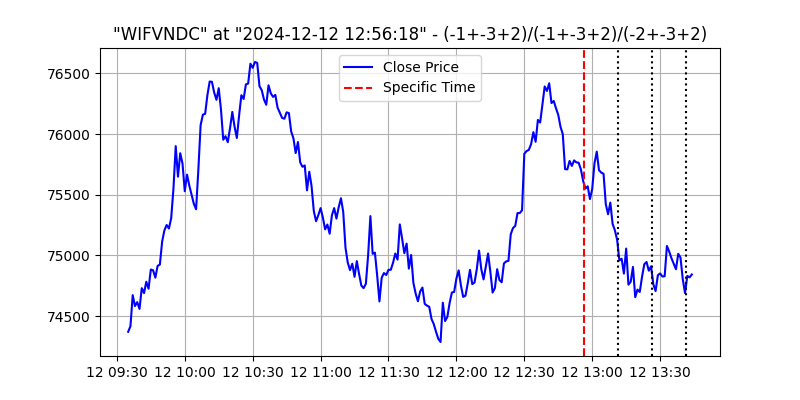 "WIFVNDC" at "2024-12-12 12:56:18" - (-1+-3+2)/(-1+-3+2)/(-2+-3+2)
Close Price
Specific Time
76500
76000
75500
75000
74500
12 09:30 12 10:00 12 10:30 12 11:00 12 11:30 12 12:00 12 12:30 12 13:00 12 13:30